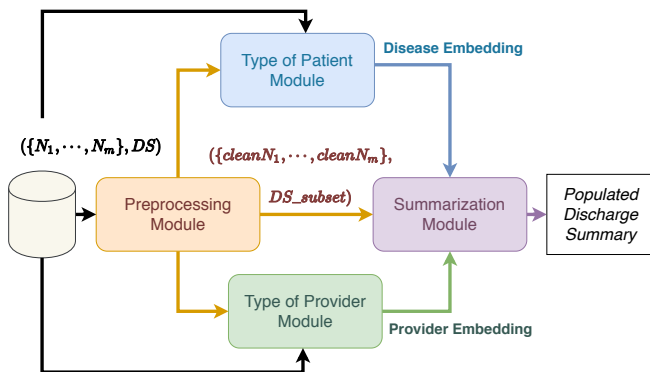 Type of Patient
Module
Disease Embedding
({N₁, ⋯, Nₘ}, DS)
({cleanN₁, ⋯, cleanNₘ},
DS_subset)
Preprocessing
Module
Summarization
Module
Populated
Discharge
Summary
Type of Provider
Module
Provider Embedding